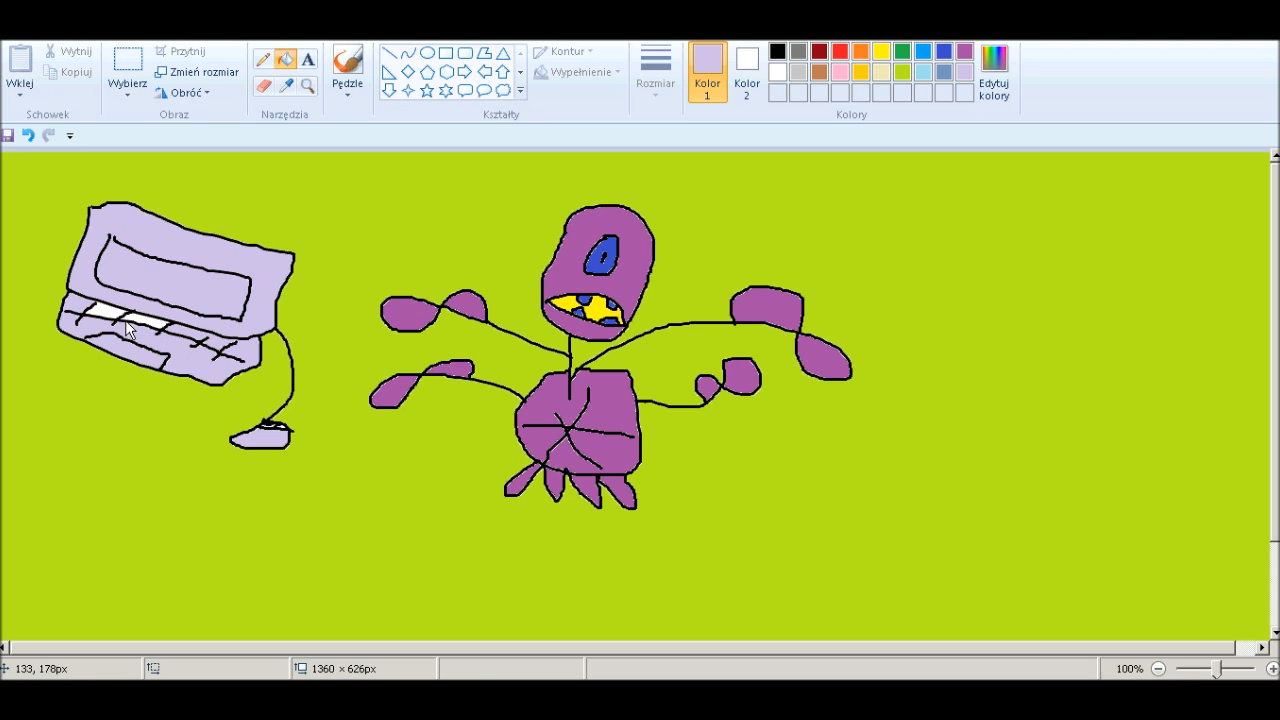 Wklej
Wytnij
Kopiuj
Schowek
Wybierz
Przytnij
Zmień rozmiar
Obróć
Obraz
A
Narzędzia
Pędzle
Kontur
Wypełnienie
Kształty
Rozmiar
Kolor 1
Kolor 2
Edytuj kolory
Kolory
133, 178px
1360 × 626px
100%